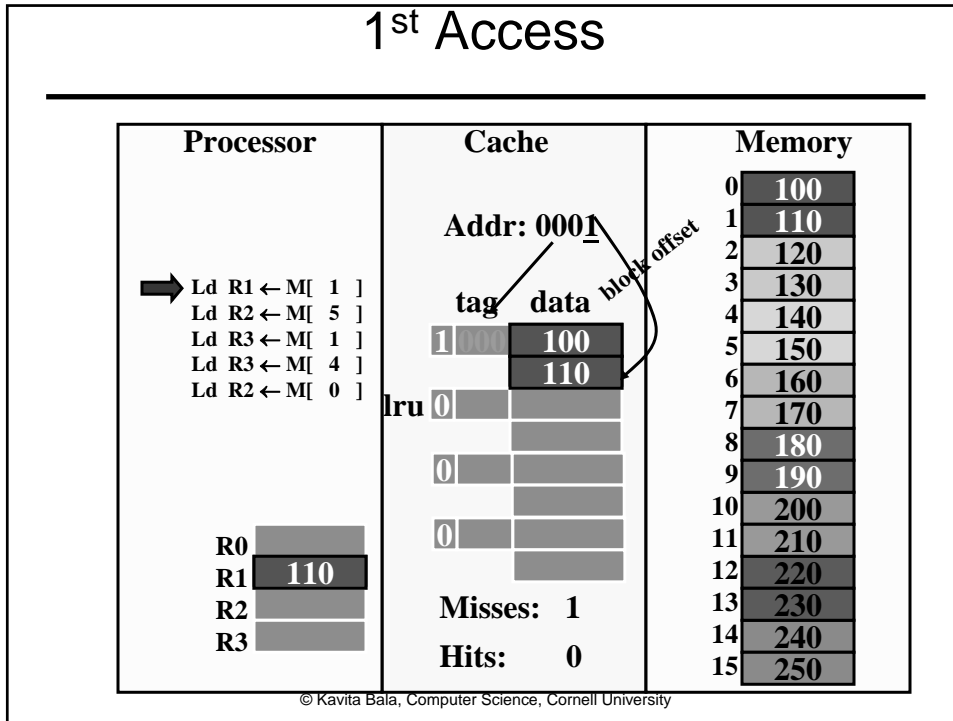 1st Access
Processor
Ld R1 ← M[ 1 ]
Ld R2 ← M[ 5 ]
Ld R3 ← M[ 1 ]
Ld R3 ← M[ 4 ]
Ld R2 ← M[ 0 ]
R0
R1 110
R2
R3
Cache
Addr: 0001
block offset
tag data
1 000 100
110
lru 0
0
0
Misses: 1
Hits: 0
Memory
0 100
1 110
2 120
3 130
4 140
5 150
6 160
7 170
8 180
9 190
10 200
11 210
12 220
13 230
14 240
15 250
© Kavita Bala, Computer Science, Cornell University